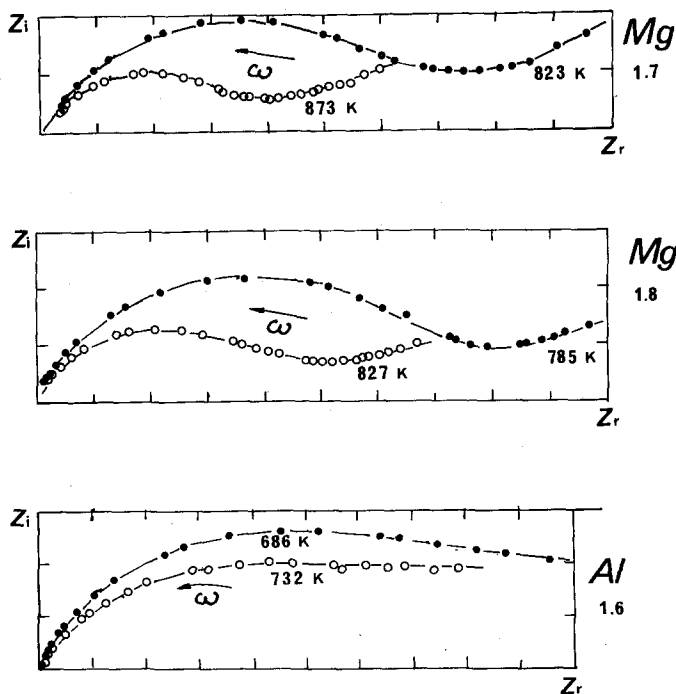 Zi
Mg
1.7
ω
823 K
873 K
Zr
Zi
Mg
1.8
ω
827 K
785 K
Zr
Zi
686 K
732 K
ω
Al
1.6
Zr